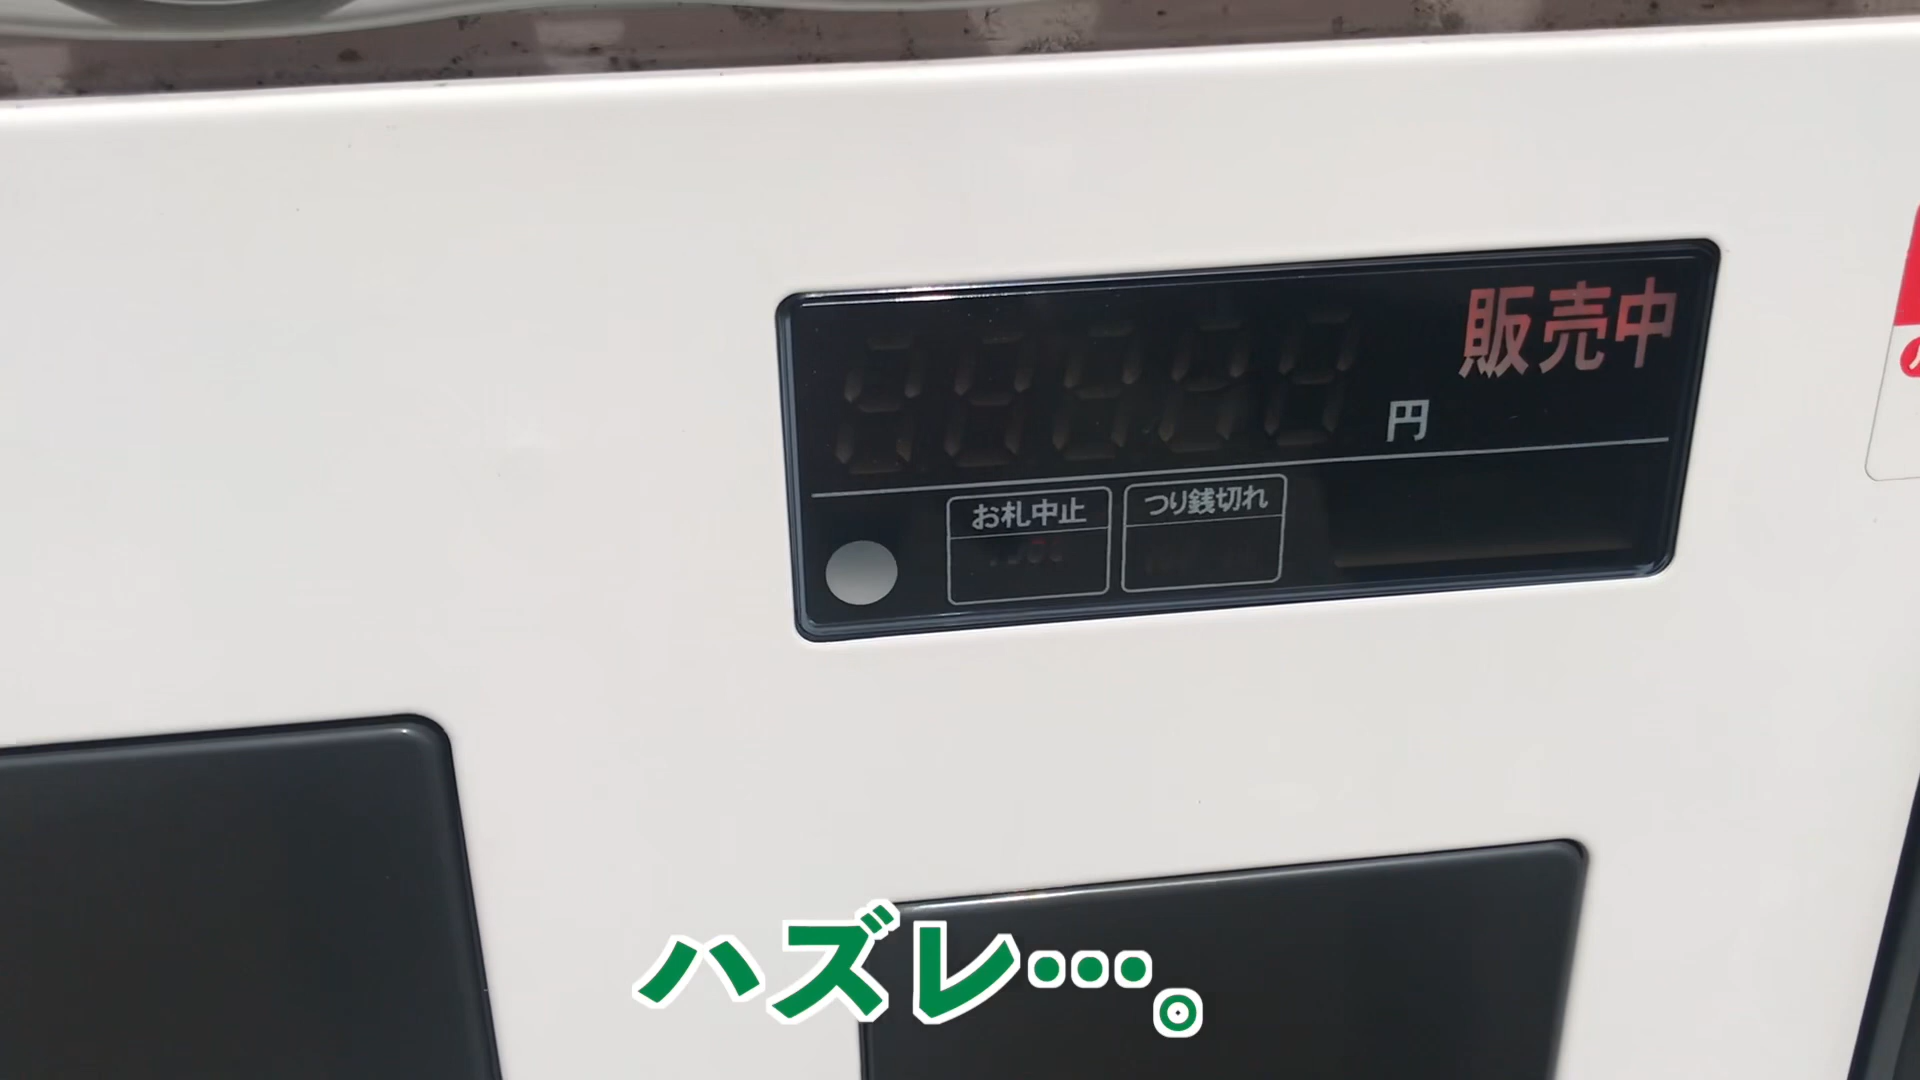 販売中
円
お札中止
つり銭切れ
ハズレ…。